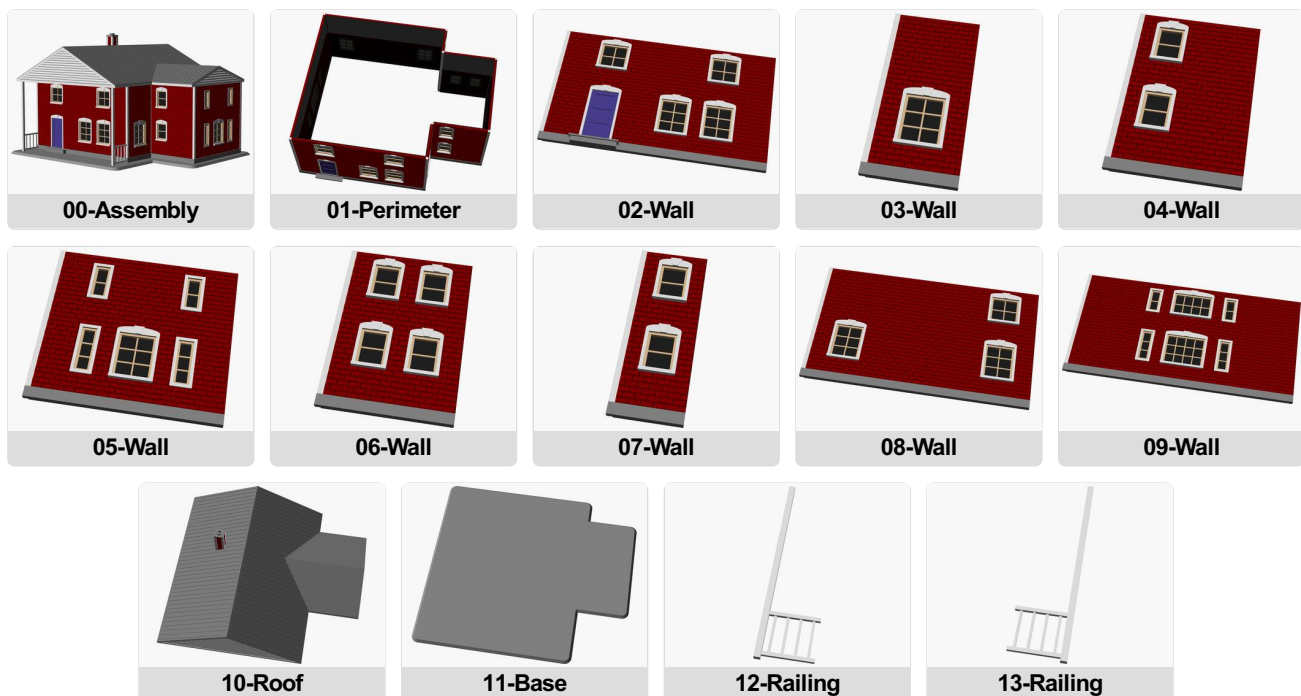 00-Assembly
01-Perimeter
02-Wall
03-Wall
04-Wall
05-Wall
06-Wall
07-Wall
08-Wall
09-Wall
10-Roof
11-Base
12-Railing
13-Railing